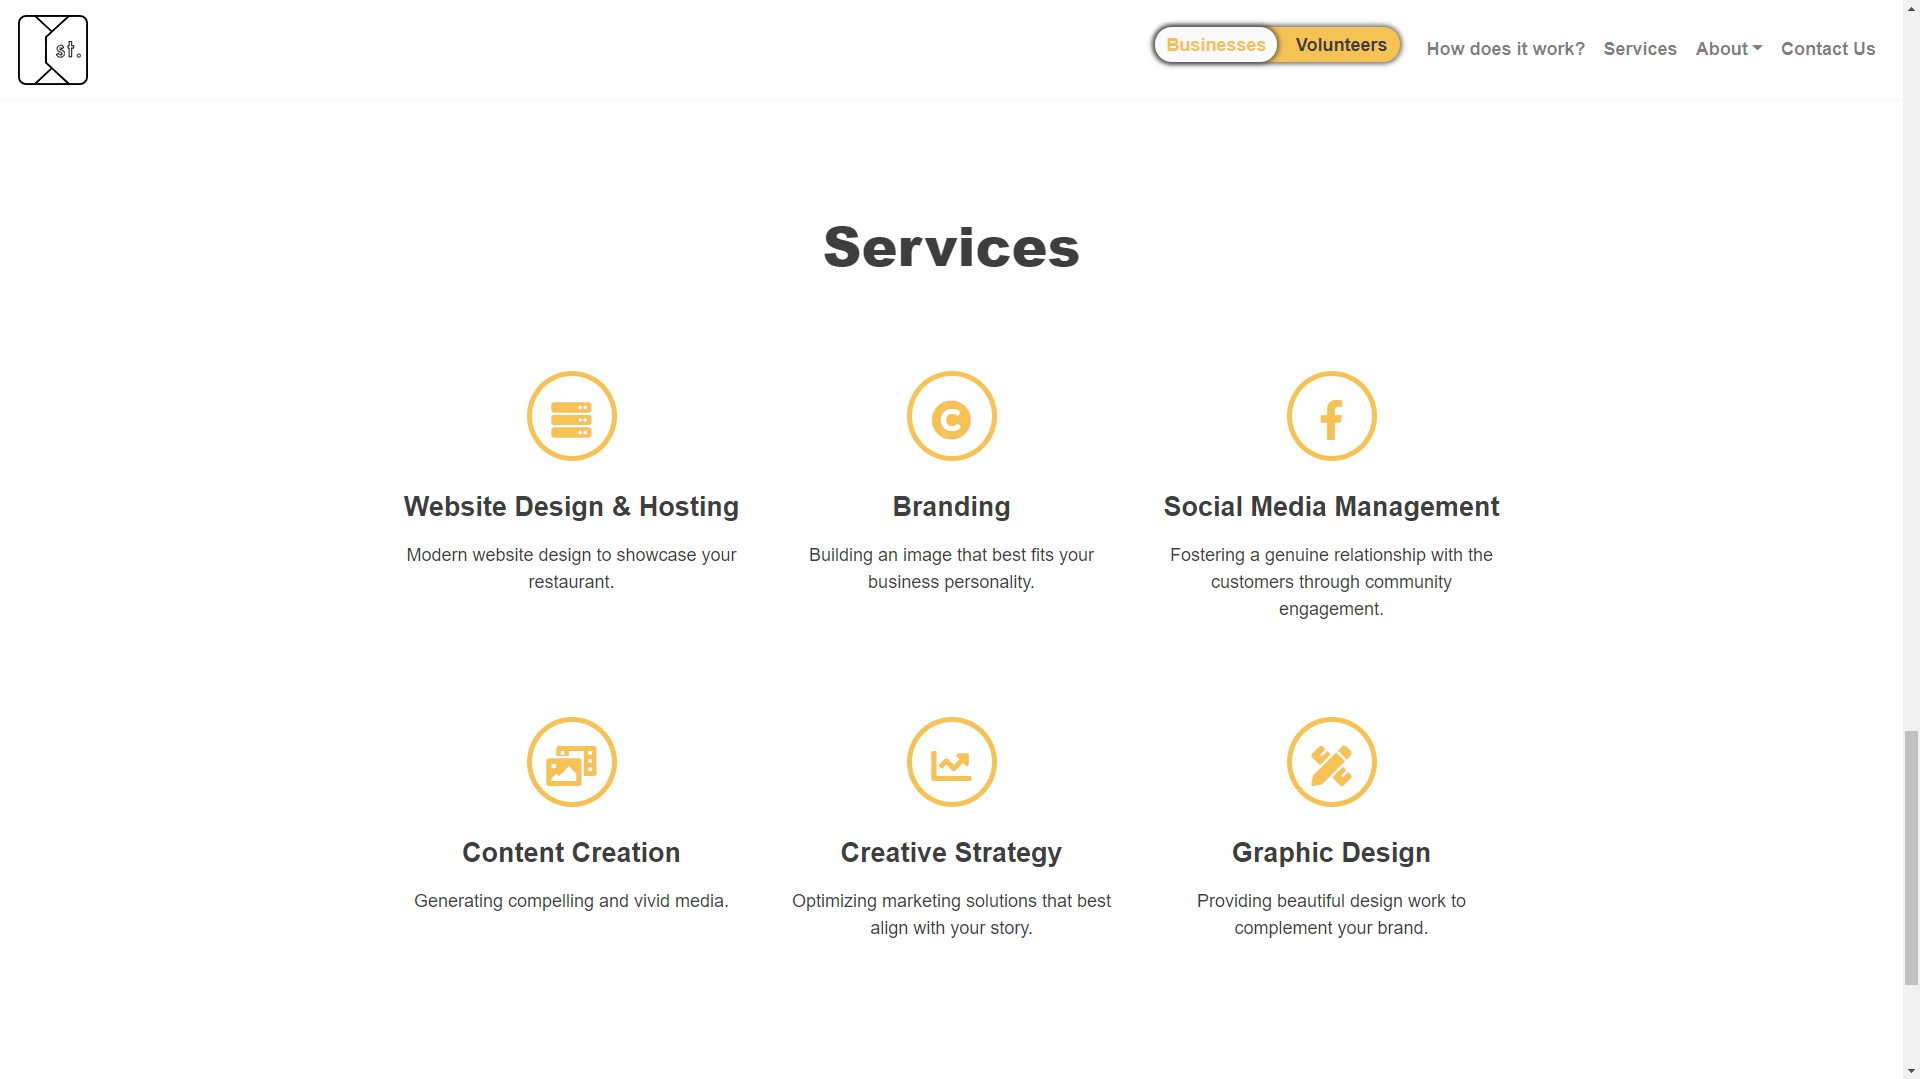 st.
Businesses Volunteers How does it work? Services About Contact Us
Services
Website Design & Hosting
Modern website design to showcase your
restaurant.
Branding
Building an image that best fits your
business personality.
Social Media Management
Fostering a genuine relationship with the
customers through community
engagement.
Content Creation
Generating compelling and vivid media.
Creative Strategy
Optimizing marketing solutions that best
align with your story.
Graphic Design
Providing beautiful design work to
complement your brand.